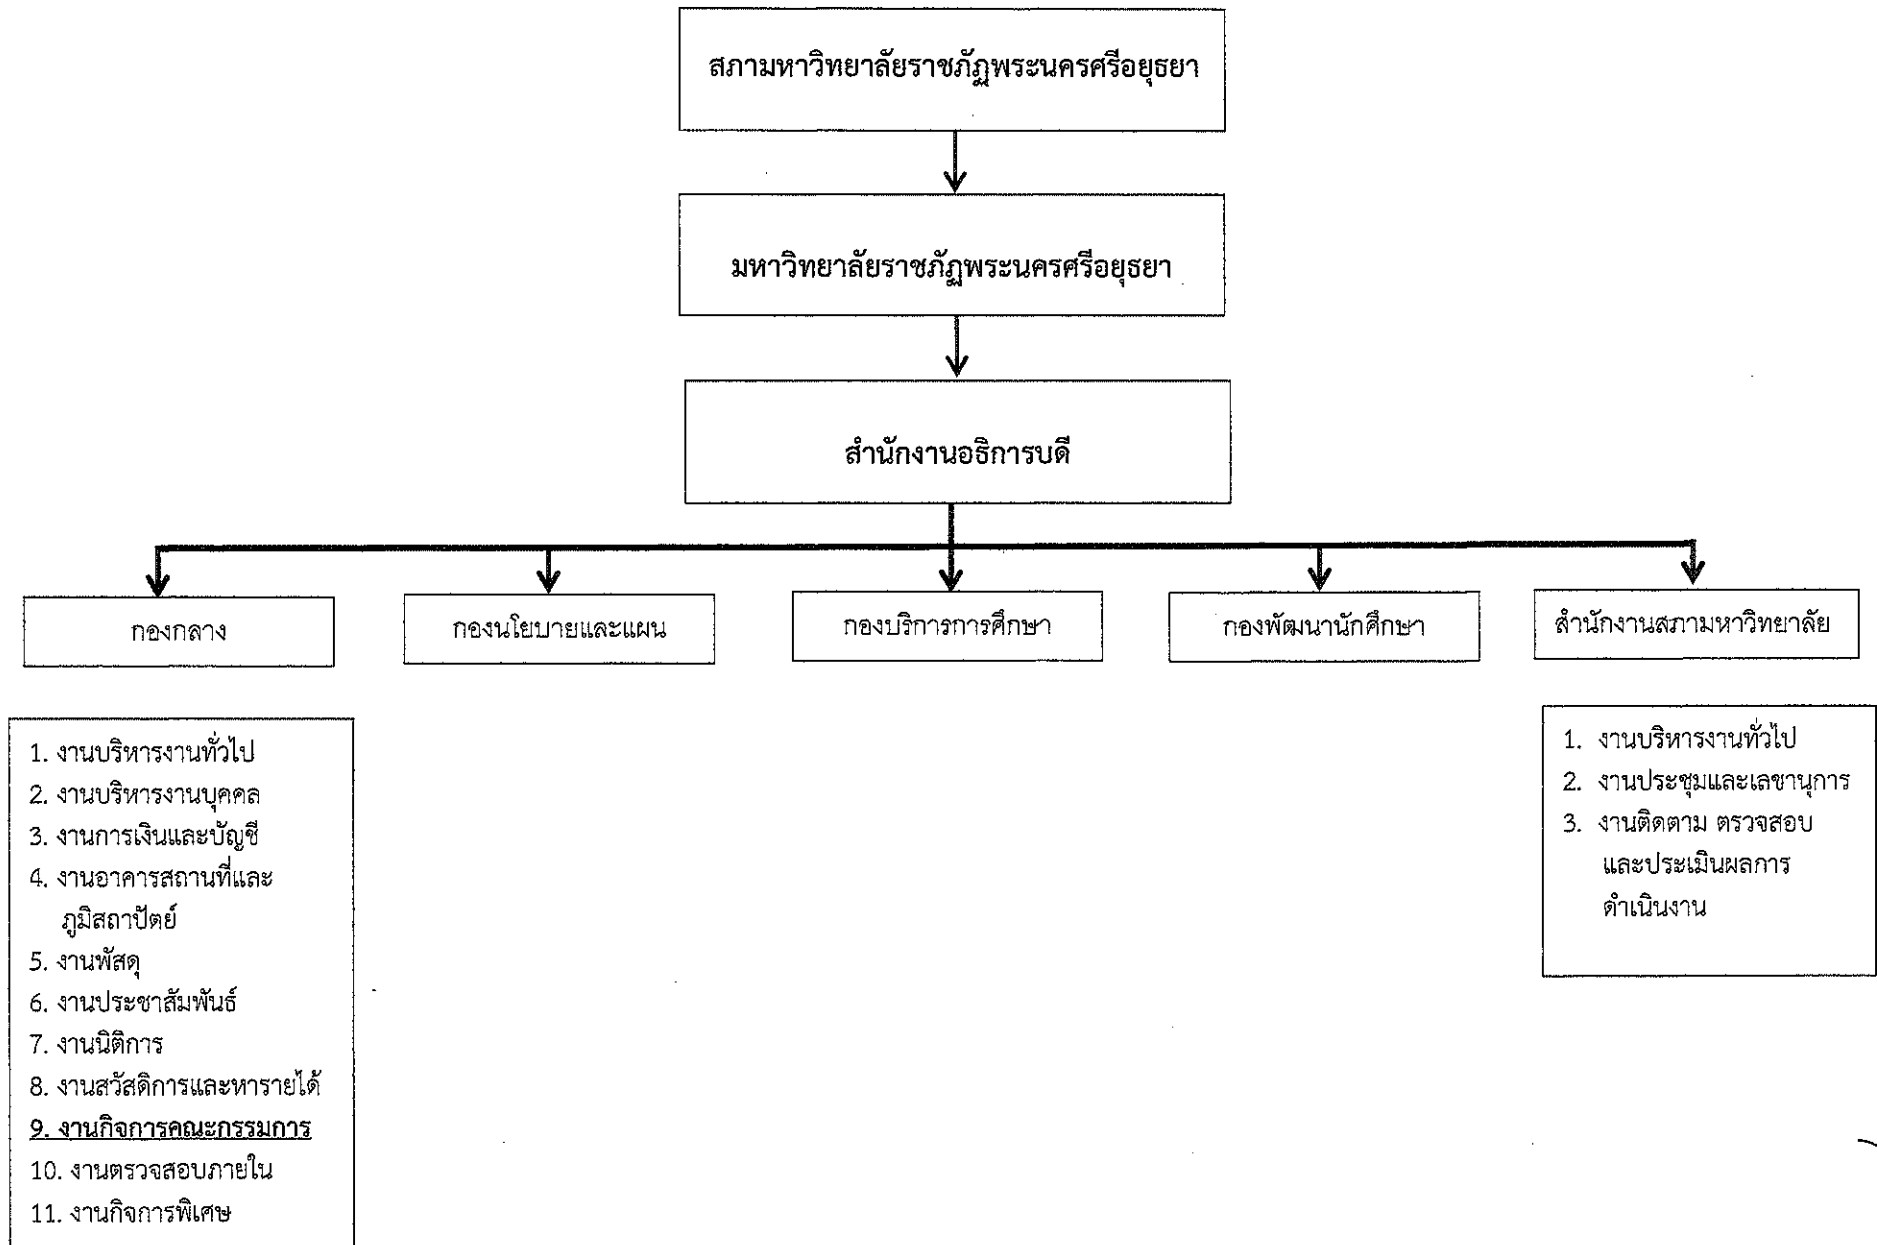 สภามหาวิทยาลัยราชภัฏพระนครศรีอยุธยา
มหาวิทยาลัยราชภัฏพระนครศรีอยุธยา
สำนักงานอธิการบดี
กองกลาง
กองนโยบายและแผน
กองบริการการศึกษา
กองพัฒนานักศึกษา
สำนักงานสภามหาวิทยาลัย
1. งานบริหารงานทั่วไป
2. งานบริหารงานบุคคล
3. งานการเงินและบัญชี
4. งานอาคารสถานที่และ
ภูมิสถาปัตย์
5. งานพัสดุ
6. งานประชาสัมพันธ์
7. งานนิติการ
8. งานสวัสดิการและหารายได้
9. งานกิจการคณะกรรมการ
10. งานตรวจสอบภายใน
11. งานกิจการพิเศษ
1. งานบริหารงานทั่วไป
2. งานประชุมและเลขานุการ
3. งานติดตาม ตรวจสอบ
และประเมินผลการ
ดำเนินงาน